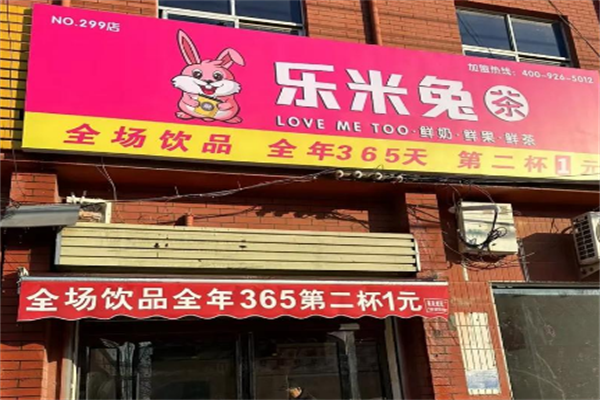 NO.299店
加盟热线：400-926-5012
乐米兔茶
LOVE ME TOO·鲜奶·鲜果·鲜茶
全场饮品 全年365天 第二杯1元
全场饮品全年365第二杯1元